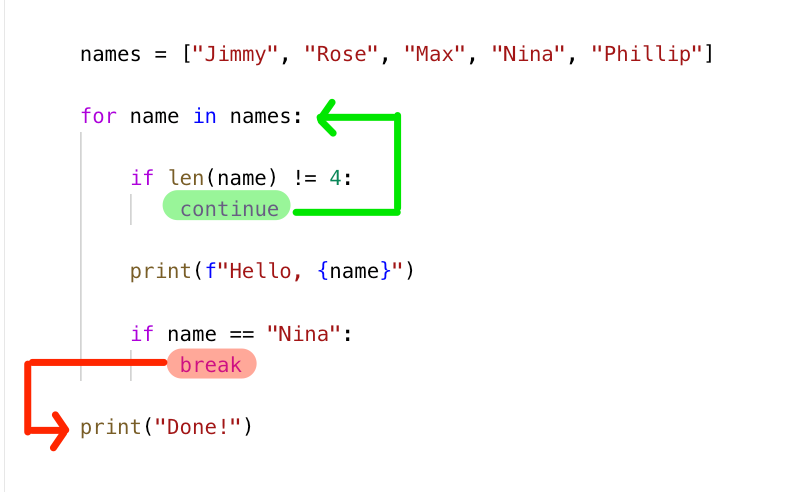 names = ["Jimmy", "Rose", "Max", "Nina", "Phillip"]
for name in names:
if len(name) != 4:
continue
print(f"Hello, {name}")
if name == "Nina":
break
print("Done!")